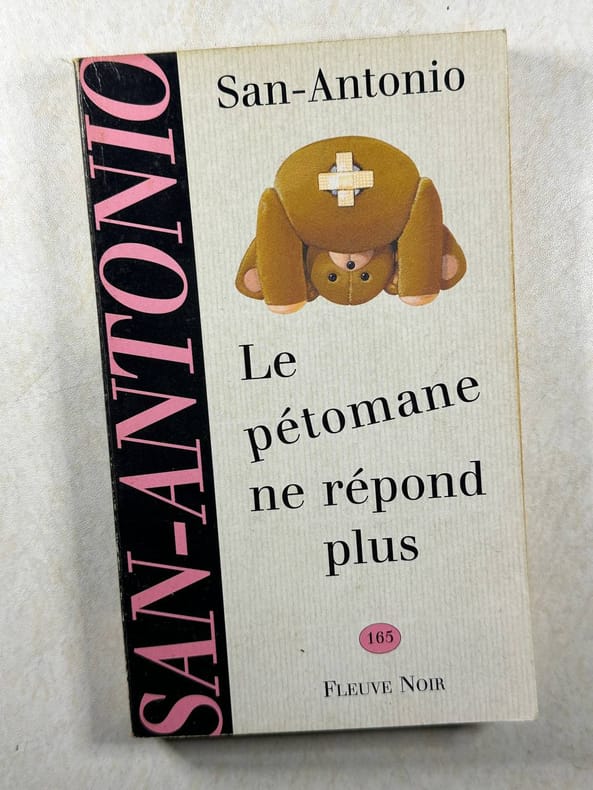 SAN-ANTONIO
San-Antonio
Le
pétomane
ne répond
plus
165
FLEUVE NOIR